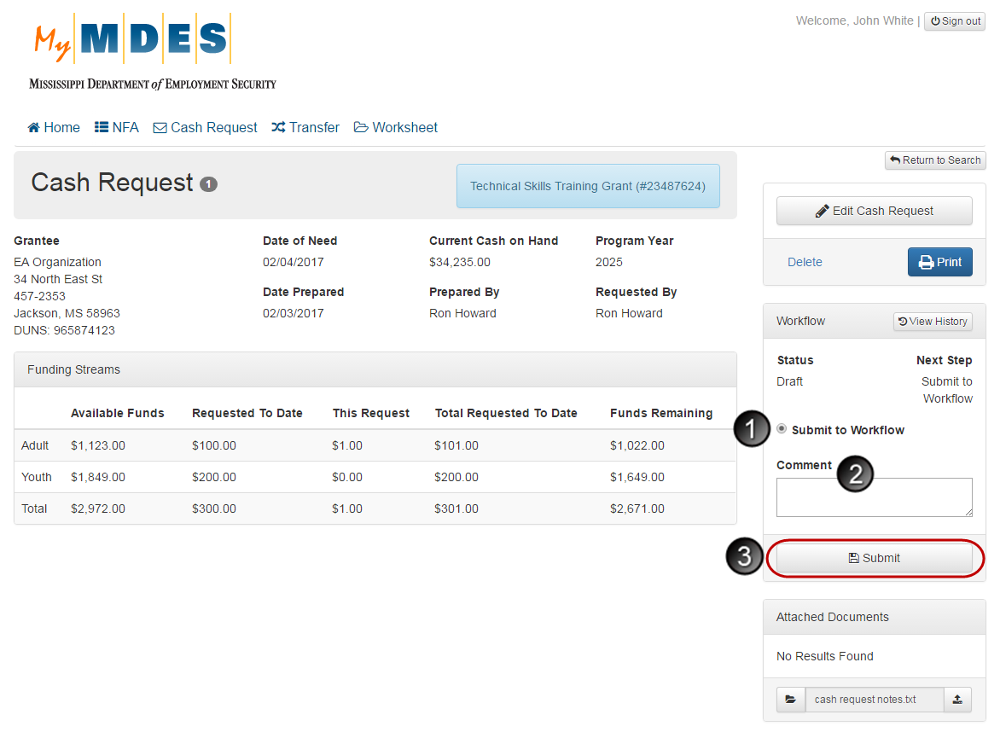 My MDES
Mississippi Department of Employment Security
Welcome, John White | Sign out
Home NFA Cash Request Transfer Worksheet
Return to Search
Cash Request 1
Technical Skills Training Grant (#23487624)
Edit Cash Request
Delete Print
Grantee
EA Organization
34 North East St
457-2353
Jackson, MS 58963
DUNS: 965874123
Date of Need
02/04/2017
Date Prepared
02/03/2017
Current Cash on Hand
$34,235.00
Prepared By
Ron Howard
Program Year
2025
Requested By
Ron Howard
Funding Streams
Available Funds Requested To Date This Request Total Requested To Date Funds Remaining
Adult $1,123.00 $100.00 $1.00 $101.00 $1,022.00
Youth $1,849.00 $200.00 $0.00 $200.00 $1,649.00
Total $2,972.00 $300.00 $1.00 $301.00 $2,671.00
Workflow View History
Status
Draft
Next Step
Submit to
Workflow
1 Submit to Workflow
Comment 2
3 Submit
Attached Documents
No Results Found
cash request notes.txt